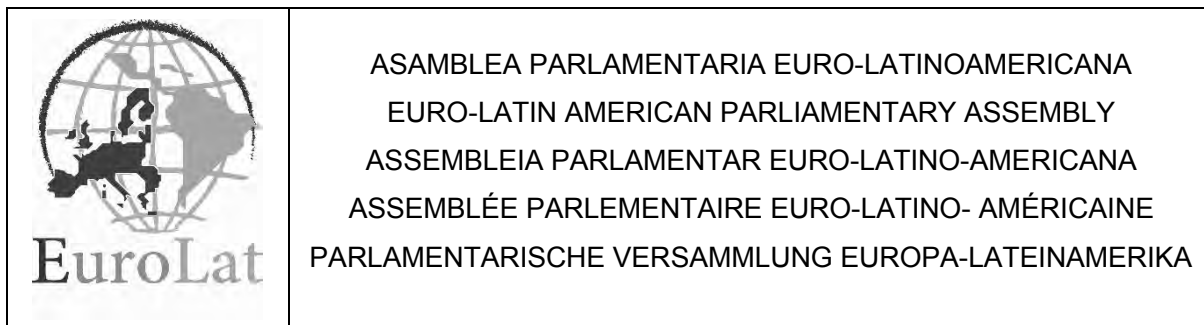 EuroLat
ASAMBLEA PARLAMENTARIA EURO-LATINOAMERICANA
EURO-LATIN AMERICAN PARLIAMENTARY ASSEMBLY
ASSEMBLEIA PARLAMENTAR EURO-LATINO-AMERICANA
ASSEMBLÉE PARLEMENTAIRE EURO-LATINO- AMÉRICAINE
PARLAMENTARISCHE VERSAMMLUNG EUROPA-LATEINAMERIKA